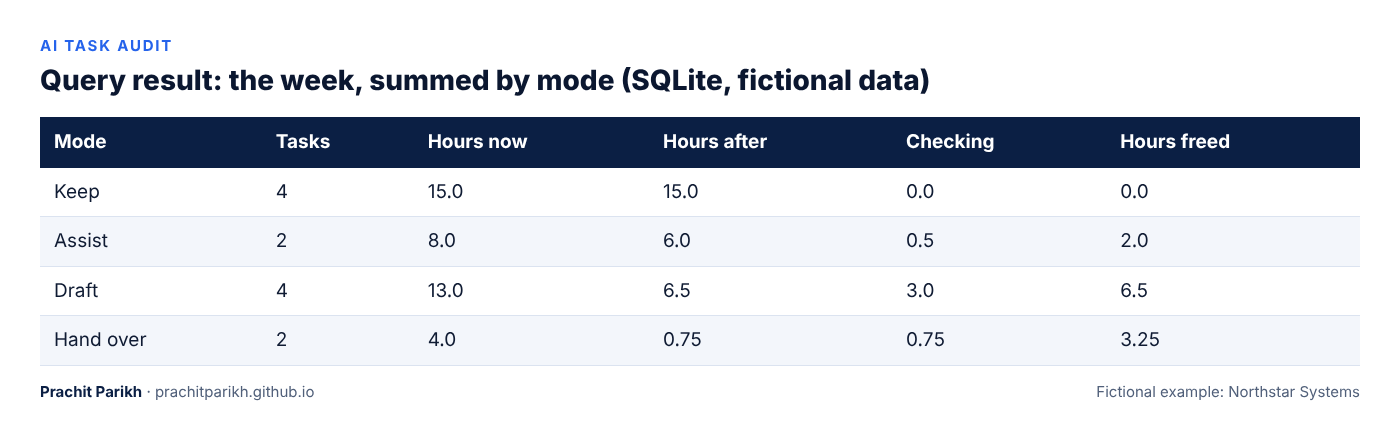 AI TASK AUDIT
Query result: the week, summed by mode (SQLite, fictional data)
Mode Tasks Hours now Hours after Checking Hours freed
Keep 4 15.0 15.0 0.0 0.0
Assist 2 8.0 6.0 0.5 2.0
Draft 4 13.0 6.5 3.0 6.5
Hand over 2 4.0 0.75 0.75 3.25
Prachit Parikh · prachitparikh.github.io Fictional example: Northstar Systems